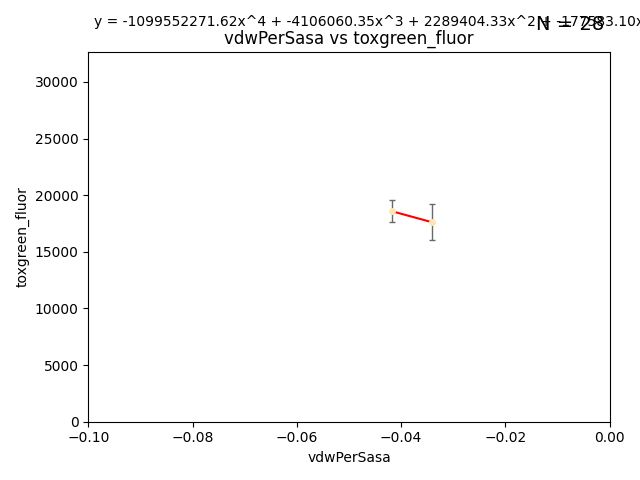 y = -1099552271.62x^4 + -4106060.35x^3 + 2289404.33x^2 + -177583.10x
N = 28
vdwPerSasa vs toxgreen_fluor
30000
25000
20000
15000
10000
5000
0
toxgreen_fluor
−0.10 −0.08 −0.06 −0.04 −0.02 0.00
vdwPerSasa